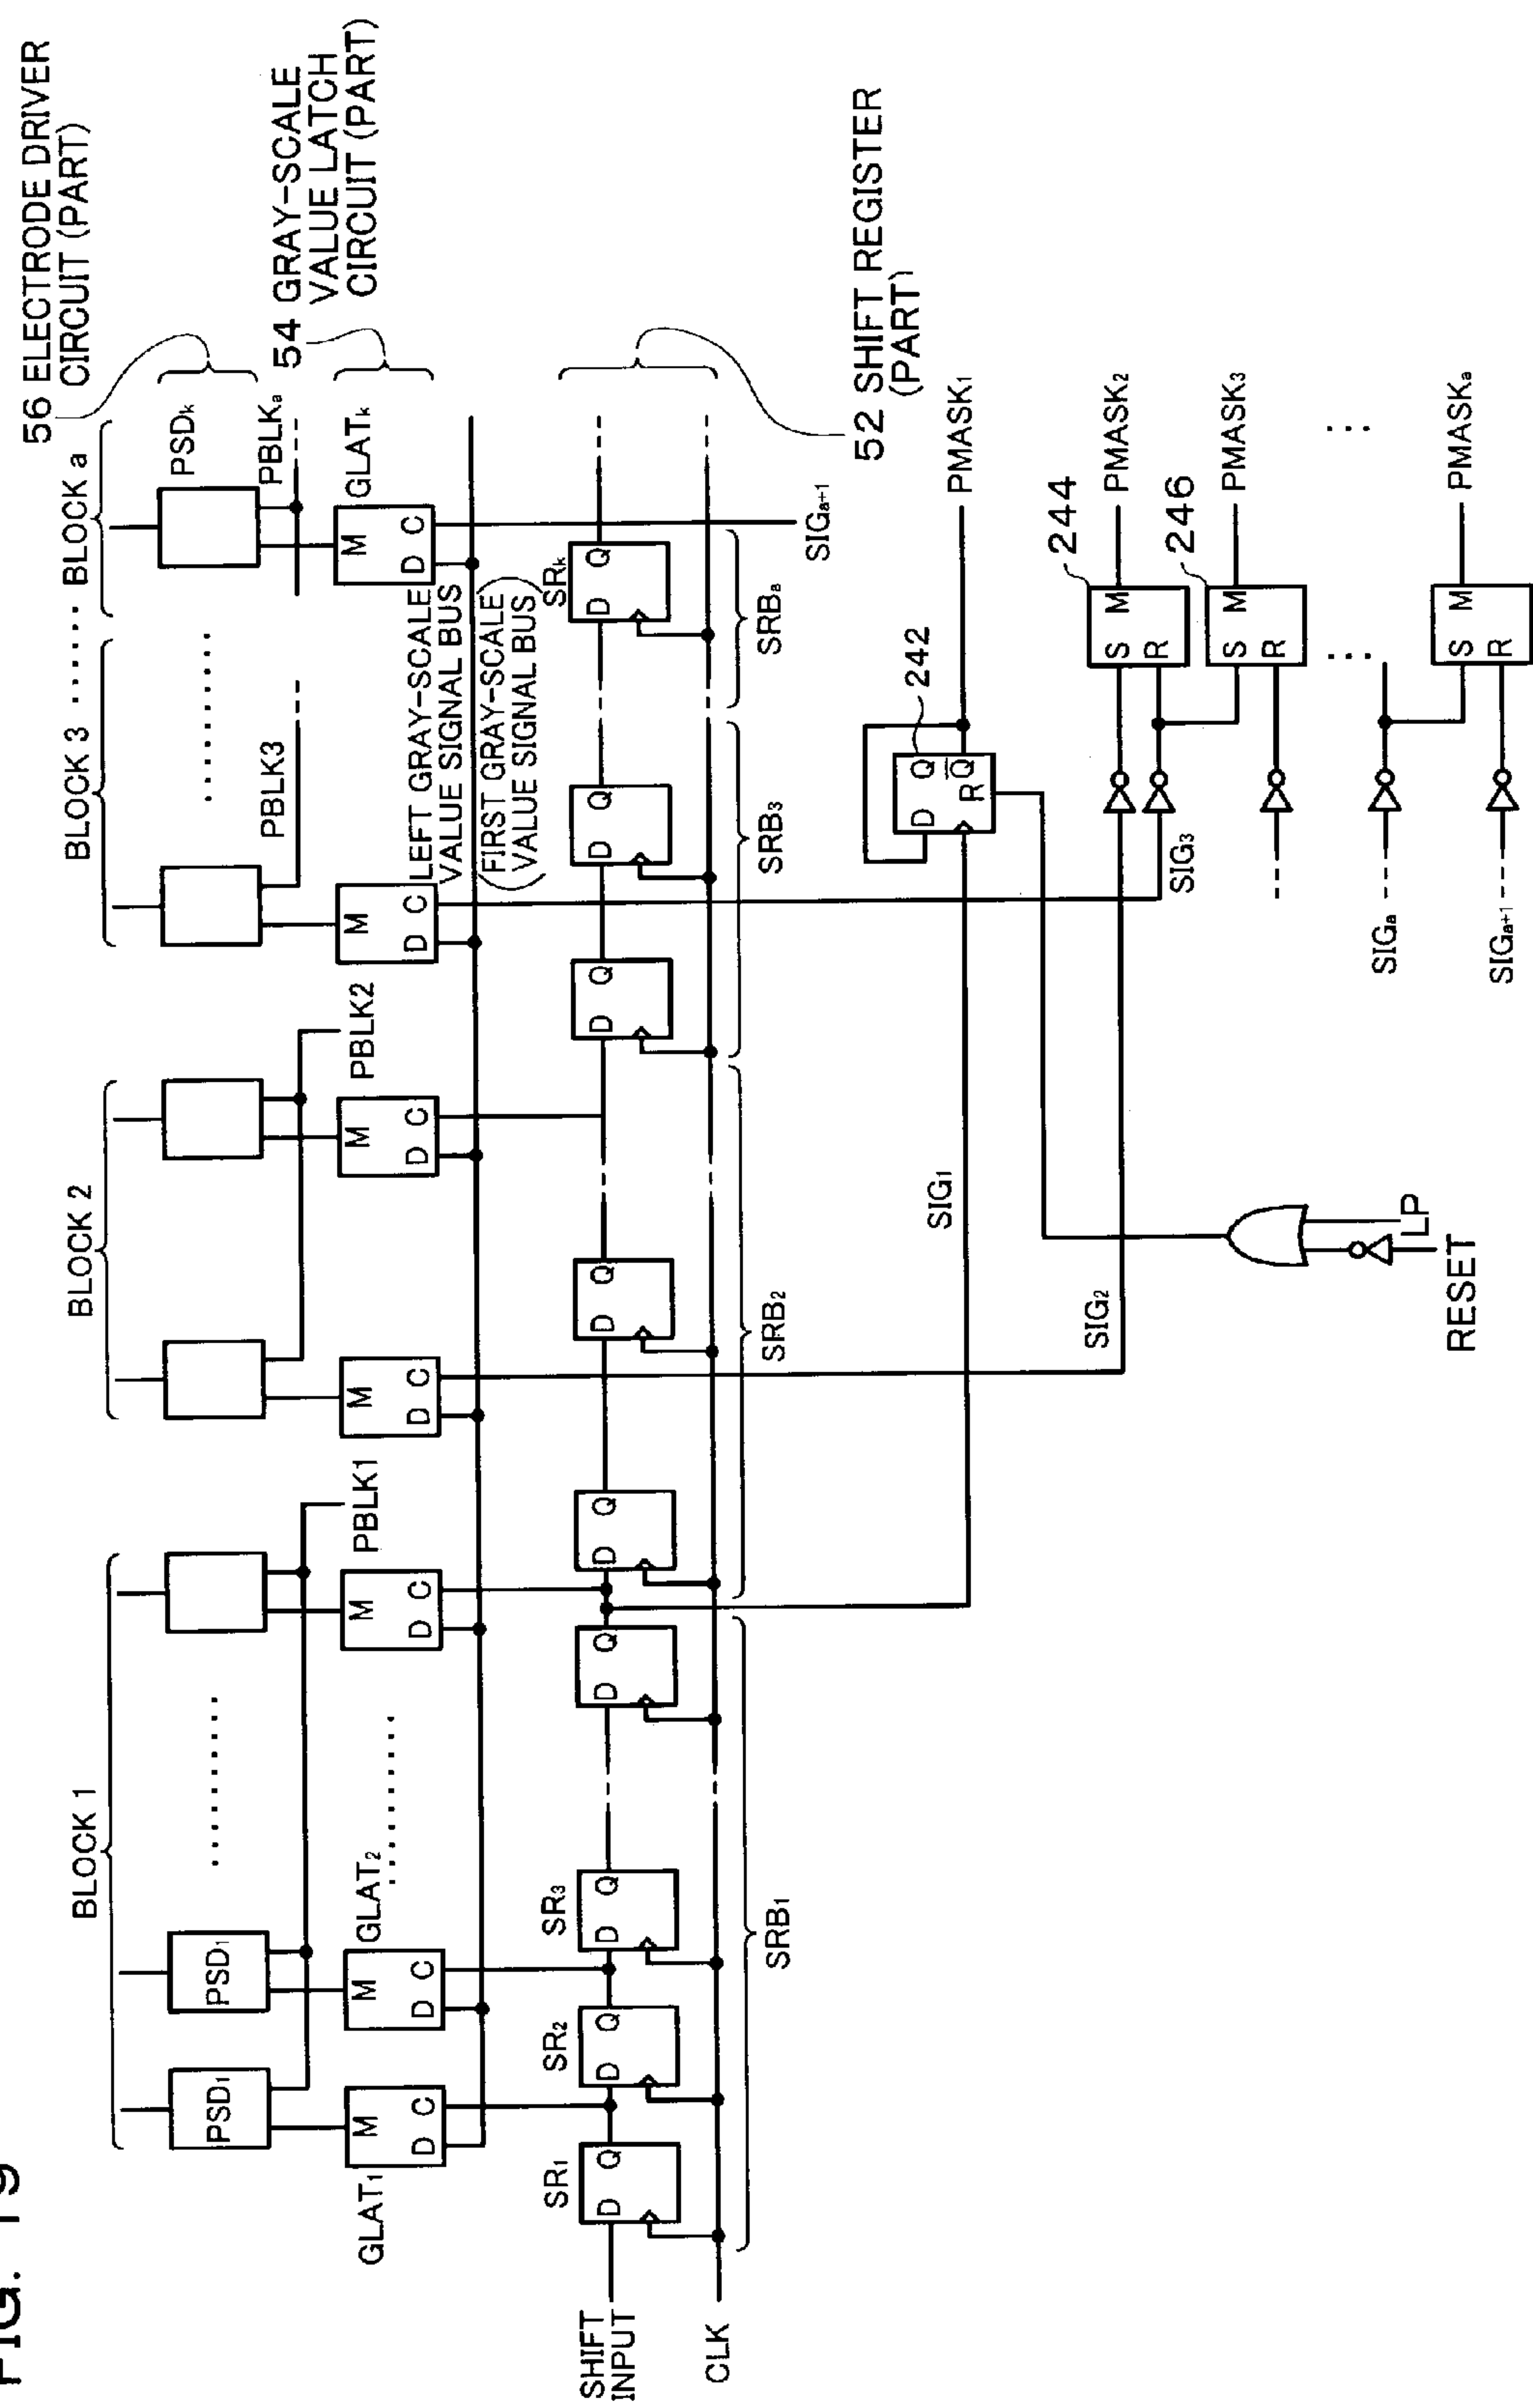 FIG. 19
56 ELECTRODE DRIVER
CIRCUIT (PART)
54 GRAY-SCALE
VALUE LATCH
CIRCUIT (PART)
52 SHIFT REGISTER
(PART)
BLOCK 1
BLOCK 2
BLOCK 3 ······ BLOCK a
PSD1
PSD1
PSDk
PBLK1
PBLK2
PBLK3
PBLKa
GLAT1
GLAT2
GLATk
M
D C
M
D C
M
D C
M
D C
M
D C
M
D C
M
D C
LEFT GRAY-SCALE
VALUE SIGNAL BUS
(FIRST GRAY-SCALE
VALUE SIGNAL BUS)
SHIFT
INPUT
CLK
SR1
SR2
SR3
SRk
D Q
D Q
D Q
D Q
D Q
D Q
D Q
D Q
D Q
SRB1
SRB2
SRB3
SRBa
SIGa+1
SIG1
242
D Q
Q̅
R
PMASK1
SIG2
SIG3
244
S M
R
PMASK2
246
S M
R
PMASK3
...
...
SIGa
SIGa+1
S M
R
PMASKa
LP
RESET